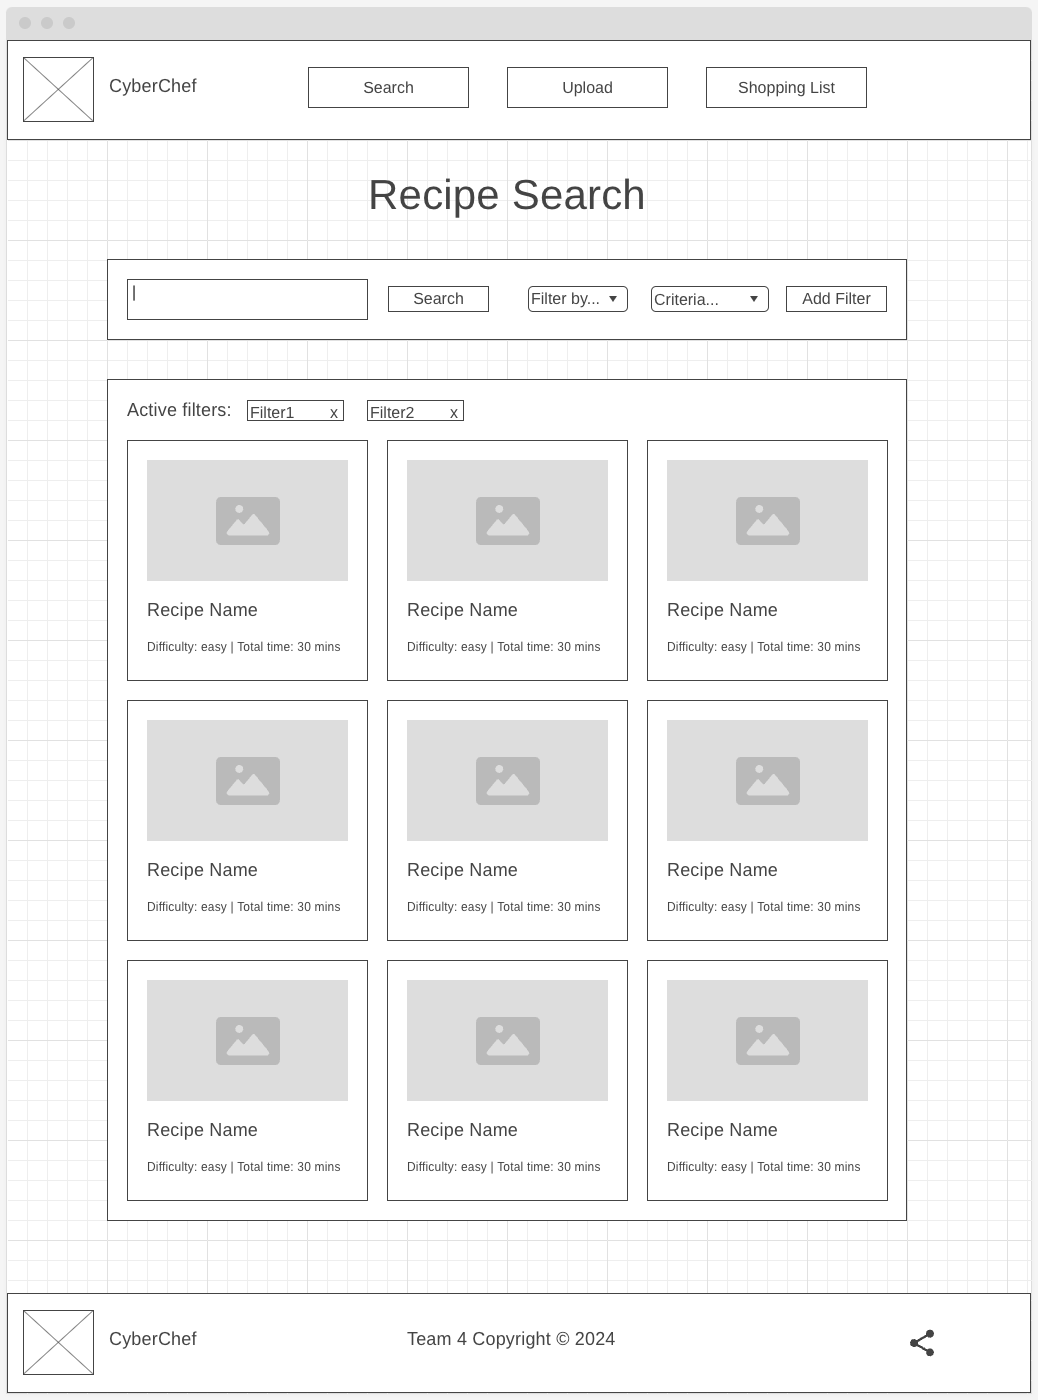 CyberChef
Search
Upload
Shopping List
Recipe Search
Search
Filter by...
Criteria...
Add Filter
Active filters:
Filter1 x
Filter2 x
Recipe Name
Recipe Name
Recipe Name
Difficulty: easy | Total time: 30 mins
Difficulty: easy | Total time: 30 mins
Difficulty: easy | Total time: 30 mins
Recipe Name
Recipe Name
Recipe Name
Difficulty: easy | Total time: 30 mins
Difficulty: easy | Total time: 30 mins
Difficulty: easy | Total time: 30 mins
Recipe Name
Recipe Name
Recipe Name
Difficulty: easy | Total time: 30 mins
Difficulty: easy | Total time: 30 mins
Difficulty: easy | Total time: 30 mins
CyberChef
Team 4 Copyright © 2024